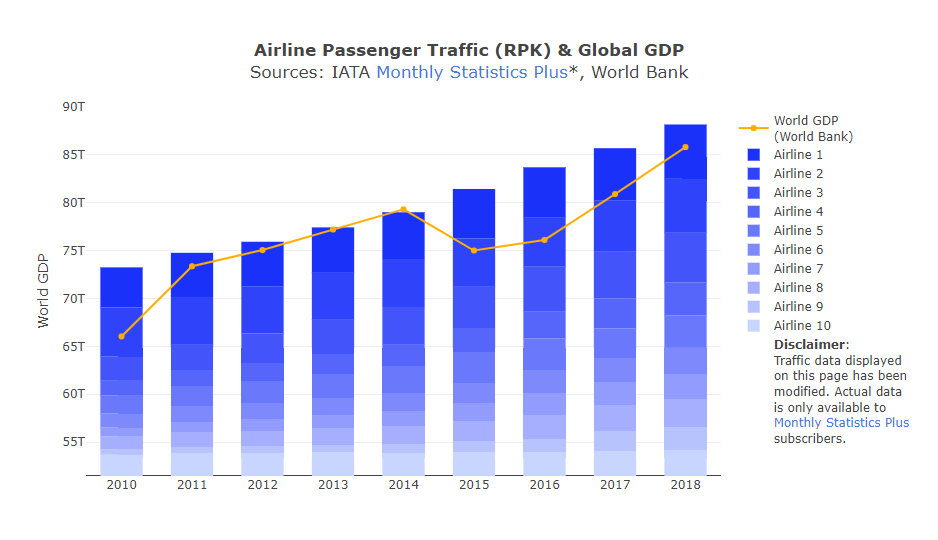 Airline Passenger Traffic (RPK) & Global GDP
Sources: IATA Monthly Statistics Plus*, World Bank
90T
85T
80T
75T
70T
65T
60T
55T
World GDP
2010 2011 2012 2013 2014 2015 2016 2017 2018
World GDP
(World Bank)
Airline 1
Airline 2
Airline 3
Airline 4
Airline 5
Airline 6
Airline 7
Airline 8
Airline 9
Airline 10
Disclaimer:
Traffic data displayed
on this page has been
modified. Actual data
is only available to
Monthly Statistics Plus
subscribers.